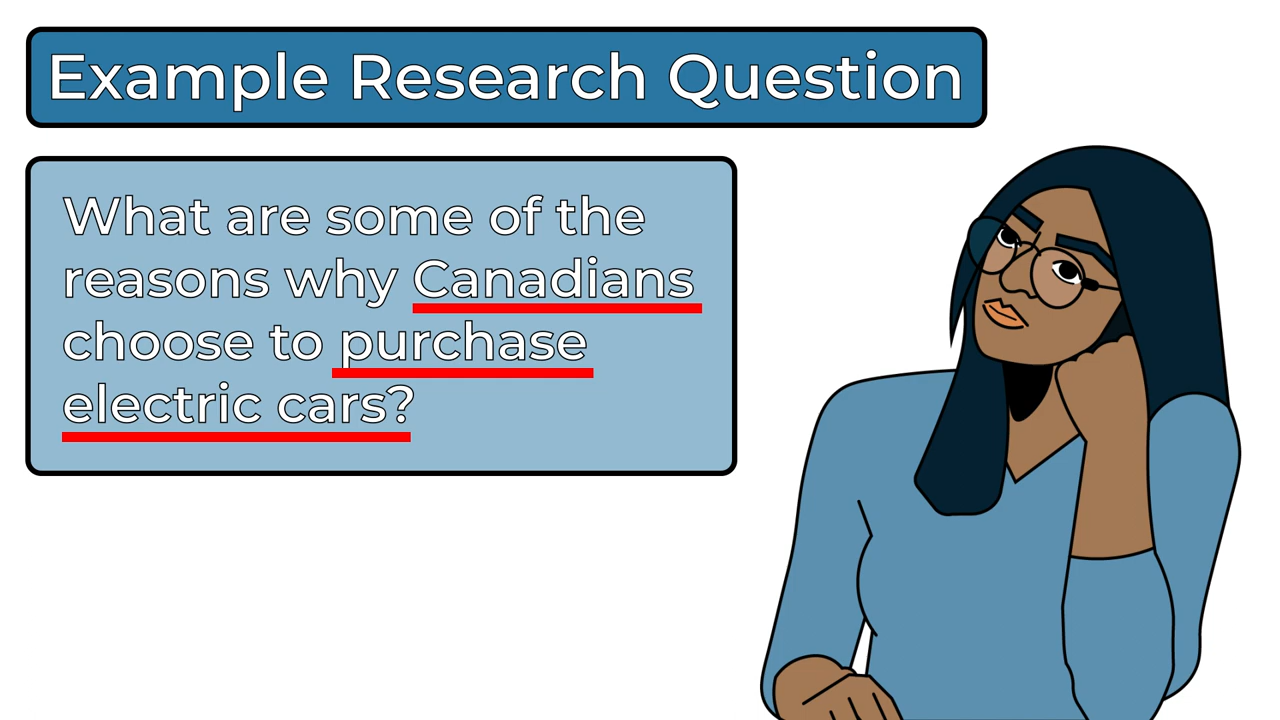 Example Research Question
What are some of the
reasons why Canadians
choose to purchase
electric cars?